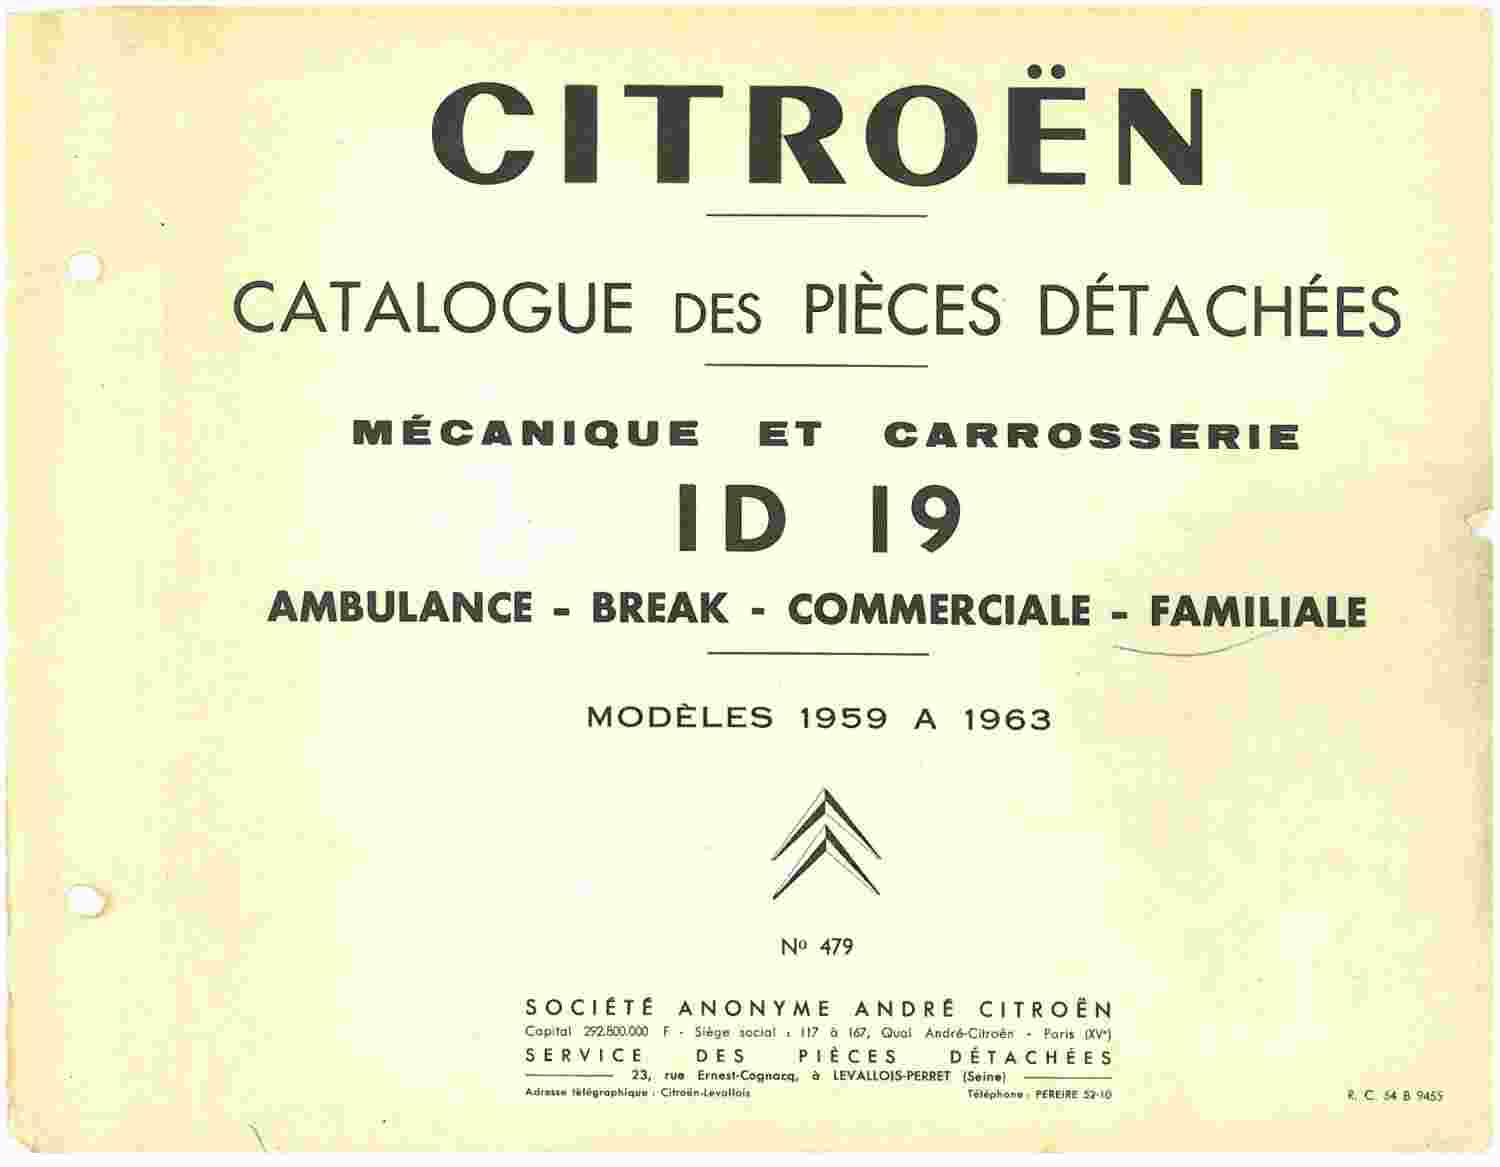 CITROËN
CATALOGUE DES PIÈCES DÉTACHÉES
MÉCANIQUE ET CARROSSERIE
ID 19
AMBULANCE - BREAK - COMMERCIALE - FAMILIALE
MODÈLES 1959 A 1963
Nº 479
SOCIÉTÉ ANONYME ANDRÉ CITROËN
Capital 292.800.000 F - Siège social : 117 à 167, Quai André-Citroën - Paris (XVe)
SERVICE DES PIÈCES DÉTACHÉES
23, rue Ernest-Cognacq, à LEVALLOIS-PERRET (Seine)
Adresse télégraphique : Citroën-Levallois Téléphone : PEREIRE 52-10
R. C. 54 B 9455